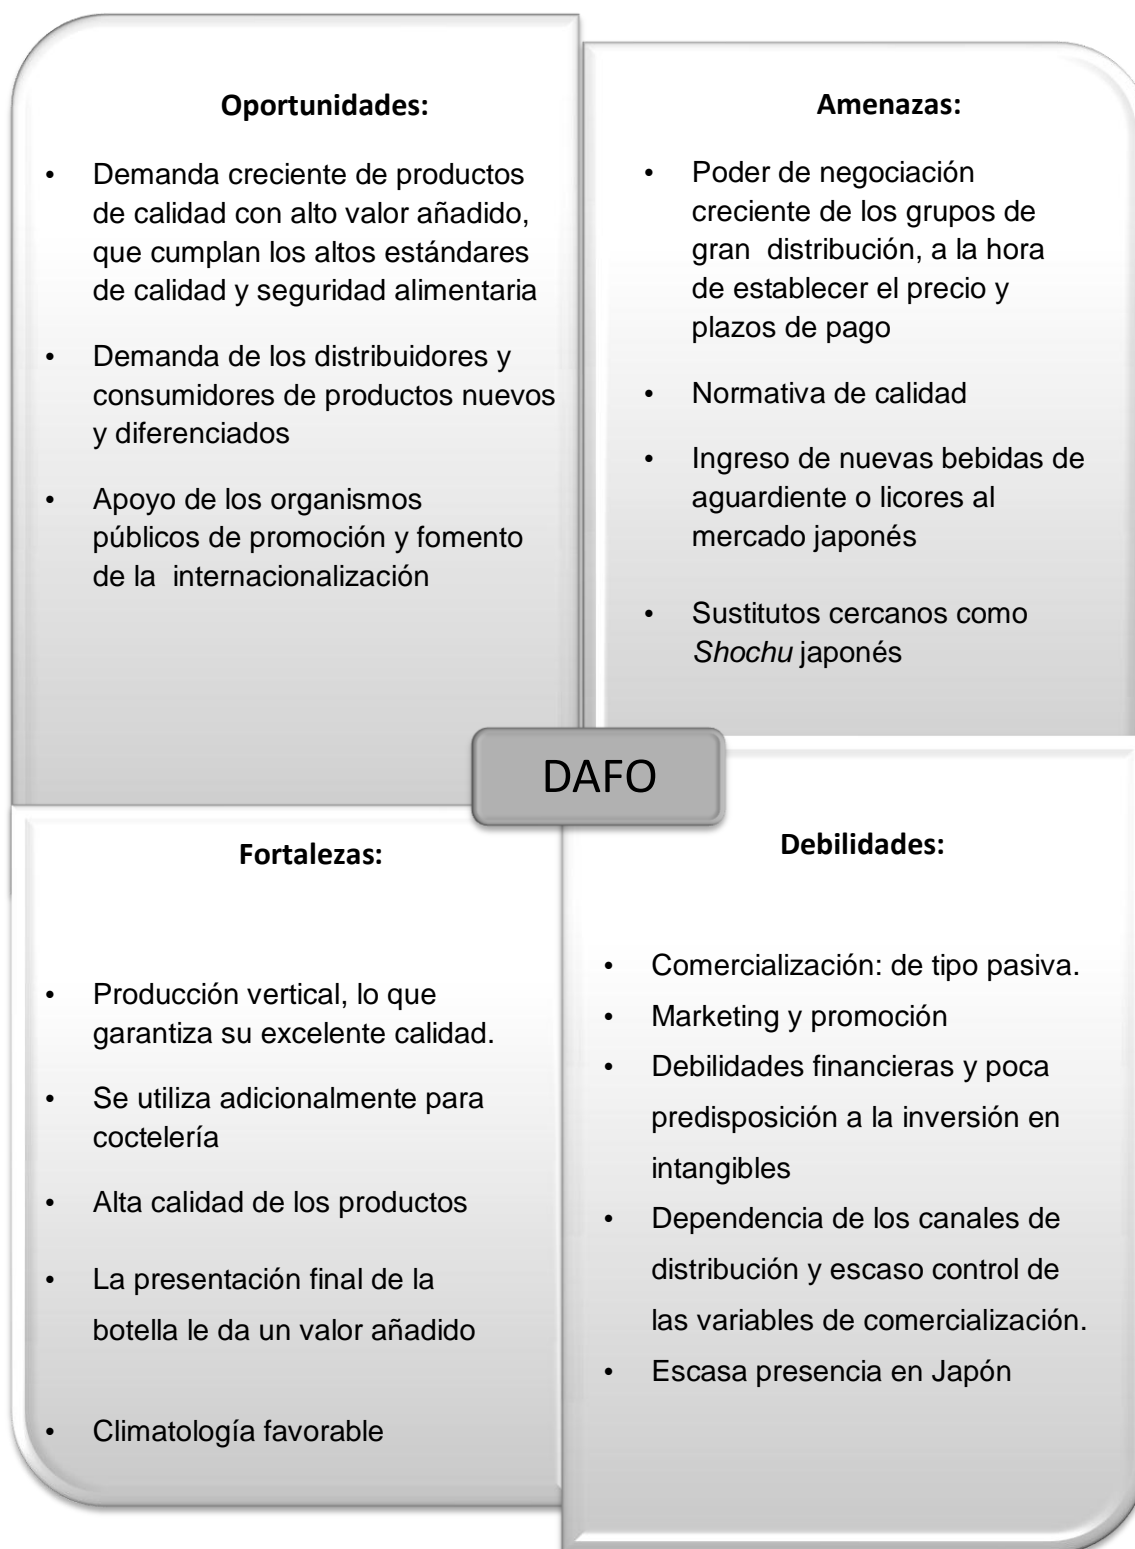 Oportunidades:
• Demanda creciente de productos
de calidad con alto valor añadido,
que cumplan los altos estándares
de calidad y seguridad alimentaria
• Demanda de los distribuidores y
consumidores de productos nuevos
y diferenciados
• Apoyo de los organismos
públicos de promoción y fomento
de la internacionalización
Amenazas:
• Poder de negociación
creciente de los grupos de
gran distribución, a la hora
de establecer el precio y
plazos de pago
• Normativa de calidad
• Ingreso de nuevas bebidas de
aguardiente o licores al
mercado japonés
• Sustitutos cercanos como
Shochu japonés
DAFO
Fortalezas:
• Producción vertical, lo que
garantiza su excelente calidad.
• Se utiliza adicionalmente para
coctelería
• Alta calidad de los productos
• La presentación final de la
botella le da un valor añadido
• Climatología favorable
Debilidades:
• Comercialización: de tipo pasiva.
• Marketing y promoción
• Debilidades financieras y poca
predisposición a la inversión en
intangibles
• Dependencia de los canales de
distribución y escaso control de
las variables de comercialización.
• Escasa presencia en Japón